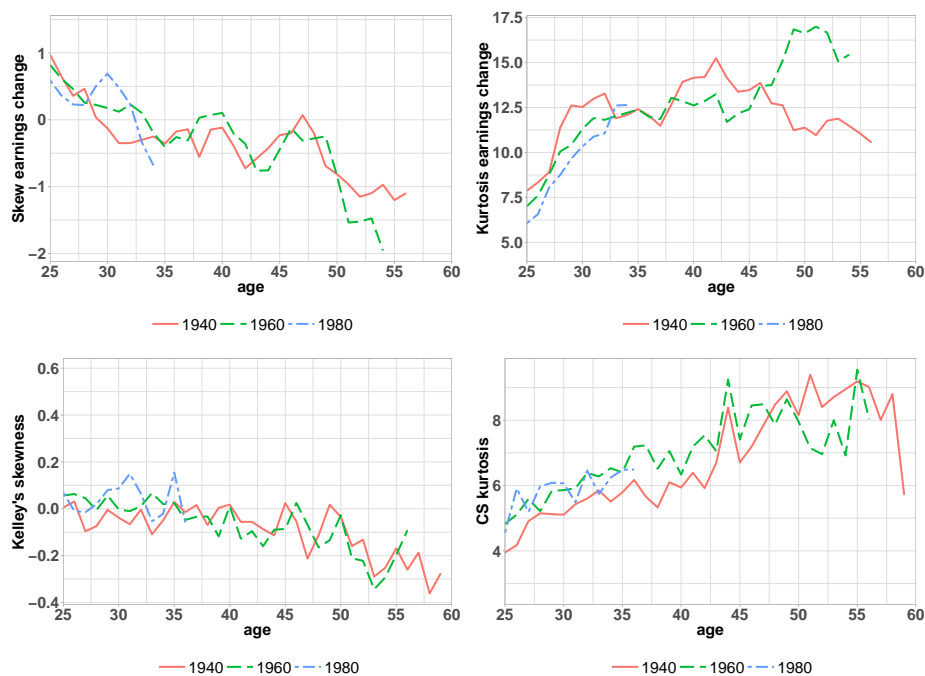 Skew earnings change
1
0
−1
−2
25 30 35 40 45 50 55 60
age
1940 1960 1980
Kurtosis earnings change
17.5
15.0
12.5
10.0
7.5
5.0
25 30 35 40 45 50 55 60
age
1940 1960 1980
Kelley's skewness
0.6
0.4
0.2
0.0
−0.2
−0.4
25 30 35 40 45 50 55 60
age
1940 1960 1980
CS kurtosis
8
6
4
25 30 35 40 45 50 55 60
age
1940 1960 1980